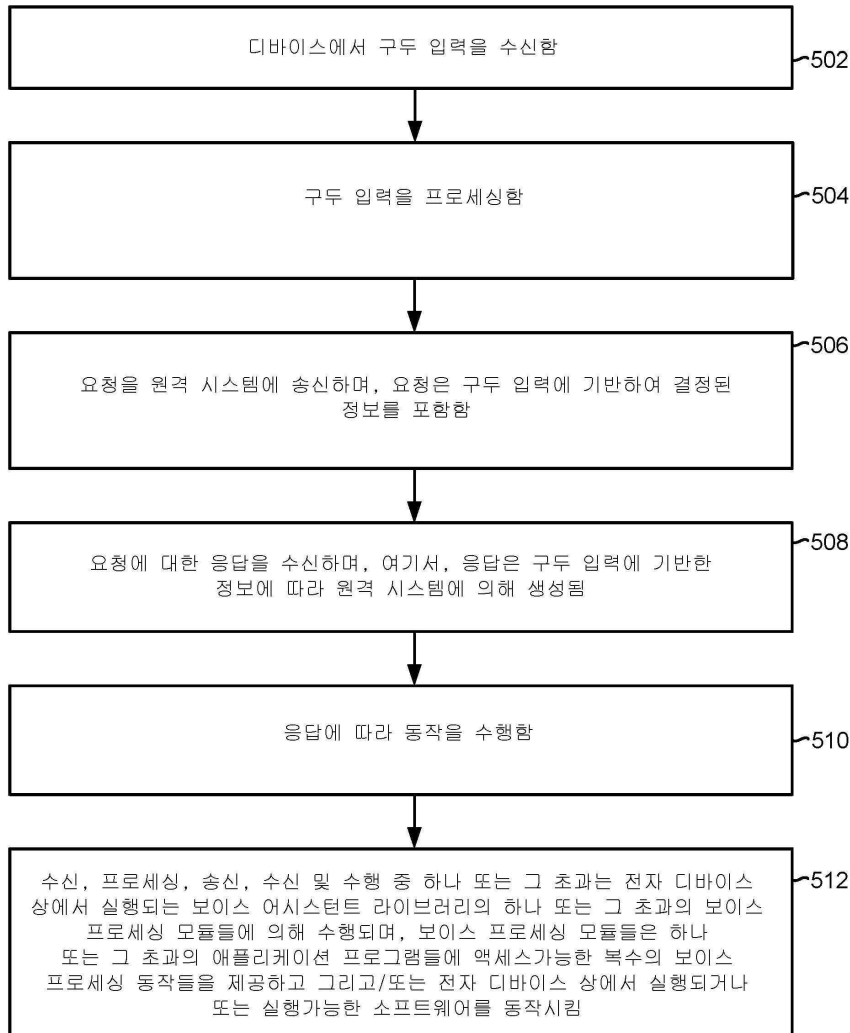 디바이스에서 구두 입력을 수신함
502
구두 입력을 프로세싱함
504
506
요청을 원격 시스템에 송신하며, 요청은 구두 입력에 기반하여 결정된
정보를 포함함
508
요청에 대한 응답을 수신하며, 여기서, 응답은 구두 입력에 기반한
정보에 따라 원격 시스템에 의해 생성됨
응답에 따라 동작을 수행함
510
수신, 프로세싱, 송신, 수신 및 수행 중 하나 또는 그 초과는 전자 디바이스
512
상에서 실행되는 보이스 어시스턴트 라이브러리의 하나 또는 그 초과의 보이스
프로세싱 모듈들에 의해 수행되며, 보이스 프로세싱 모듈들은 하나
또는 그 초과의 애플리케이션 프로그램들에 액세스가능한 복수의 보이스
프로세싱 동작들을 제공하고 그리고/또는 전자 디바이스 상에서 실행되거나
또는 실행가능한 소프트웨어를 동작시킴